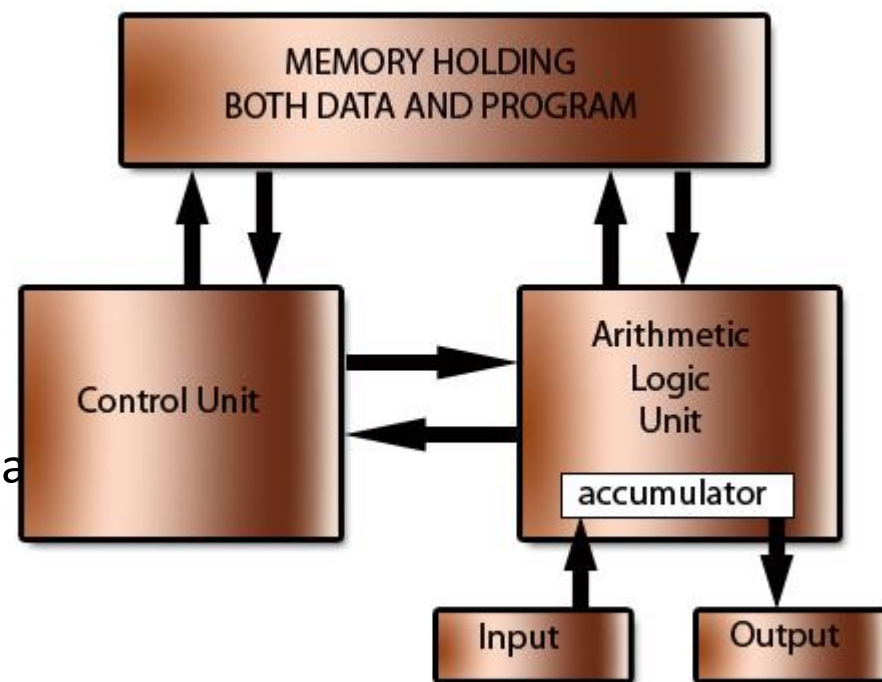 MEMORY HOLDING
BOTH DATA AND PROGRAM
Control Unit
Arithmetic
Logic
Unit
a
accumulator
Input
Output